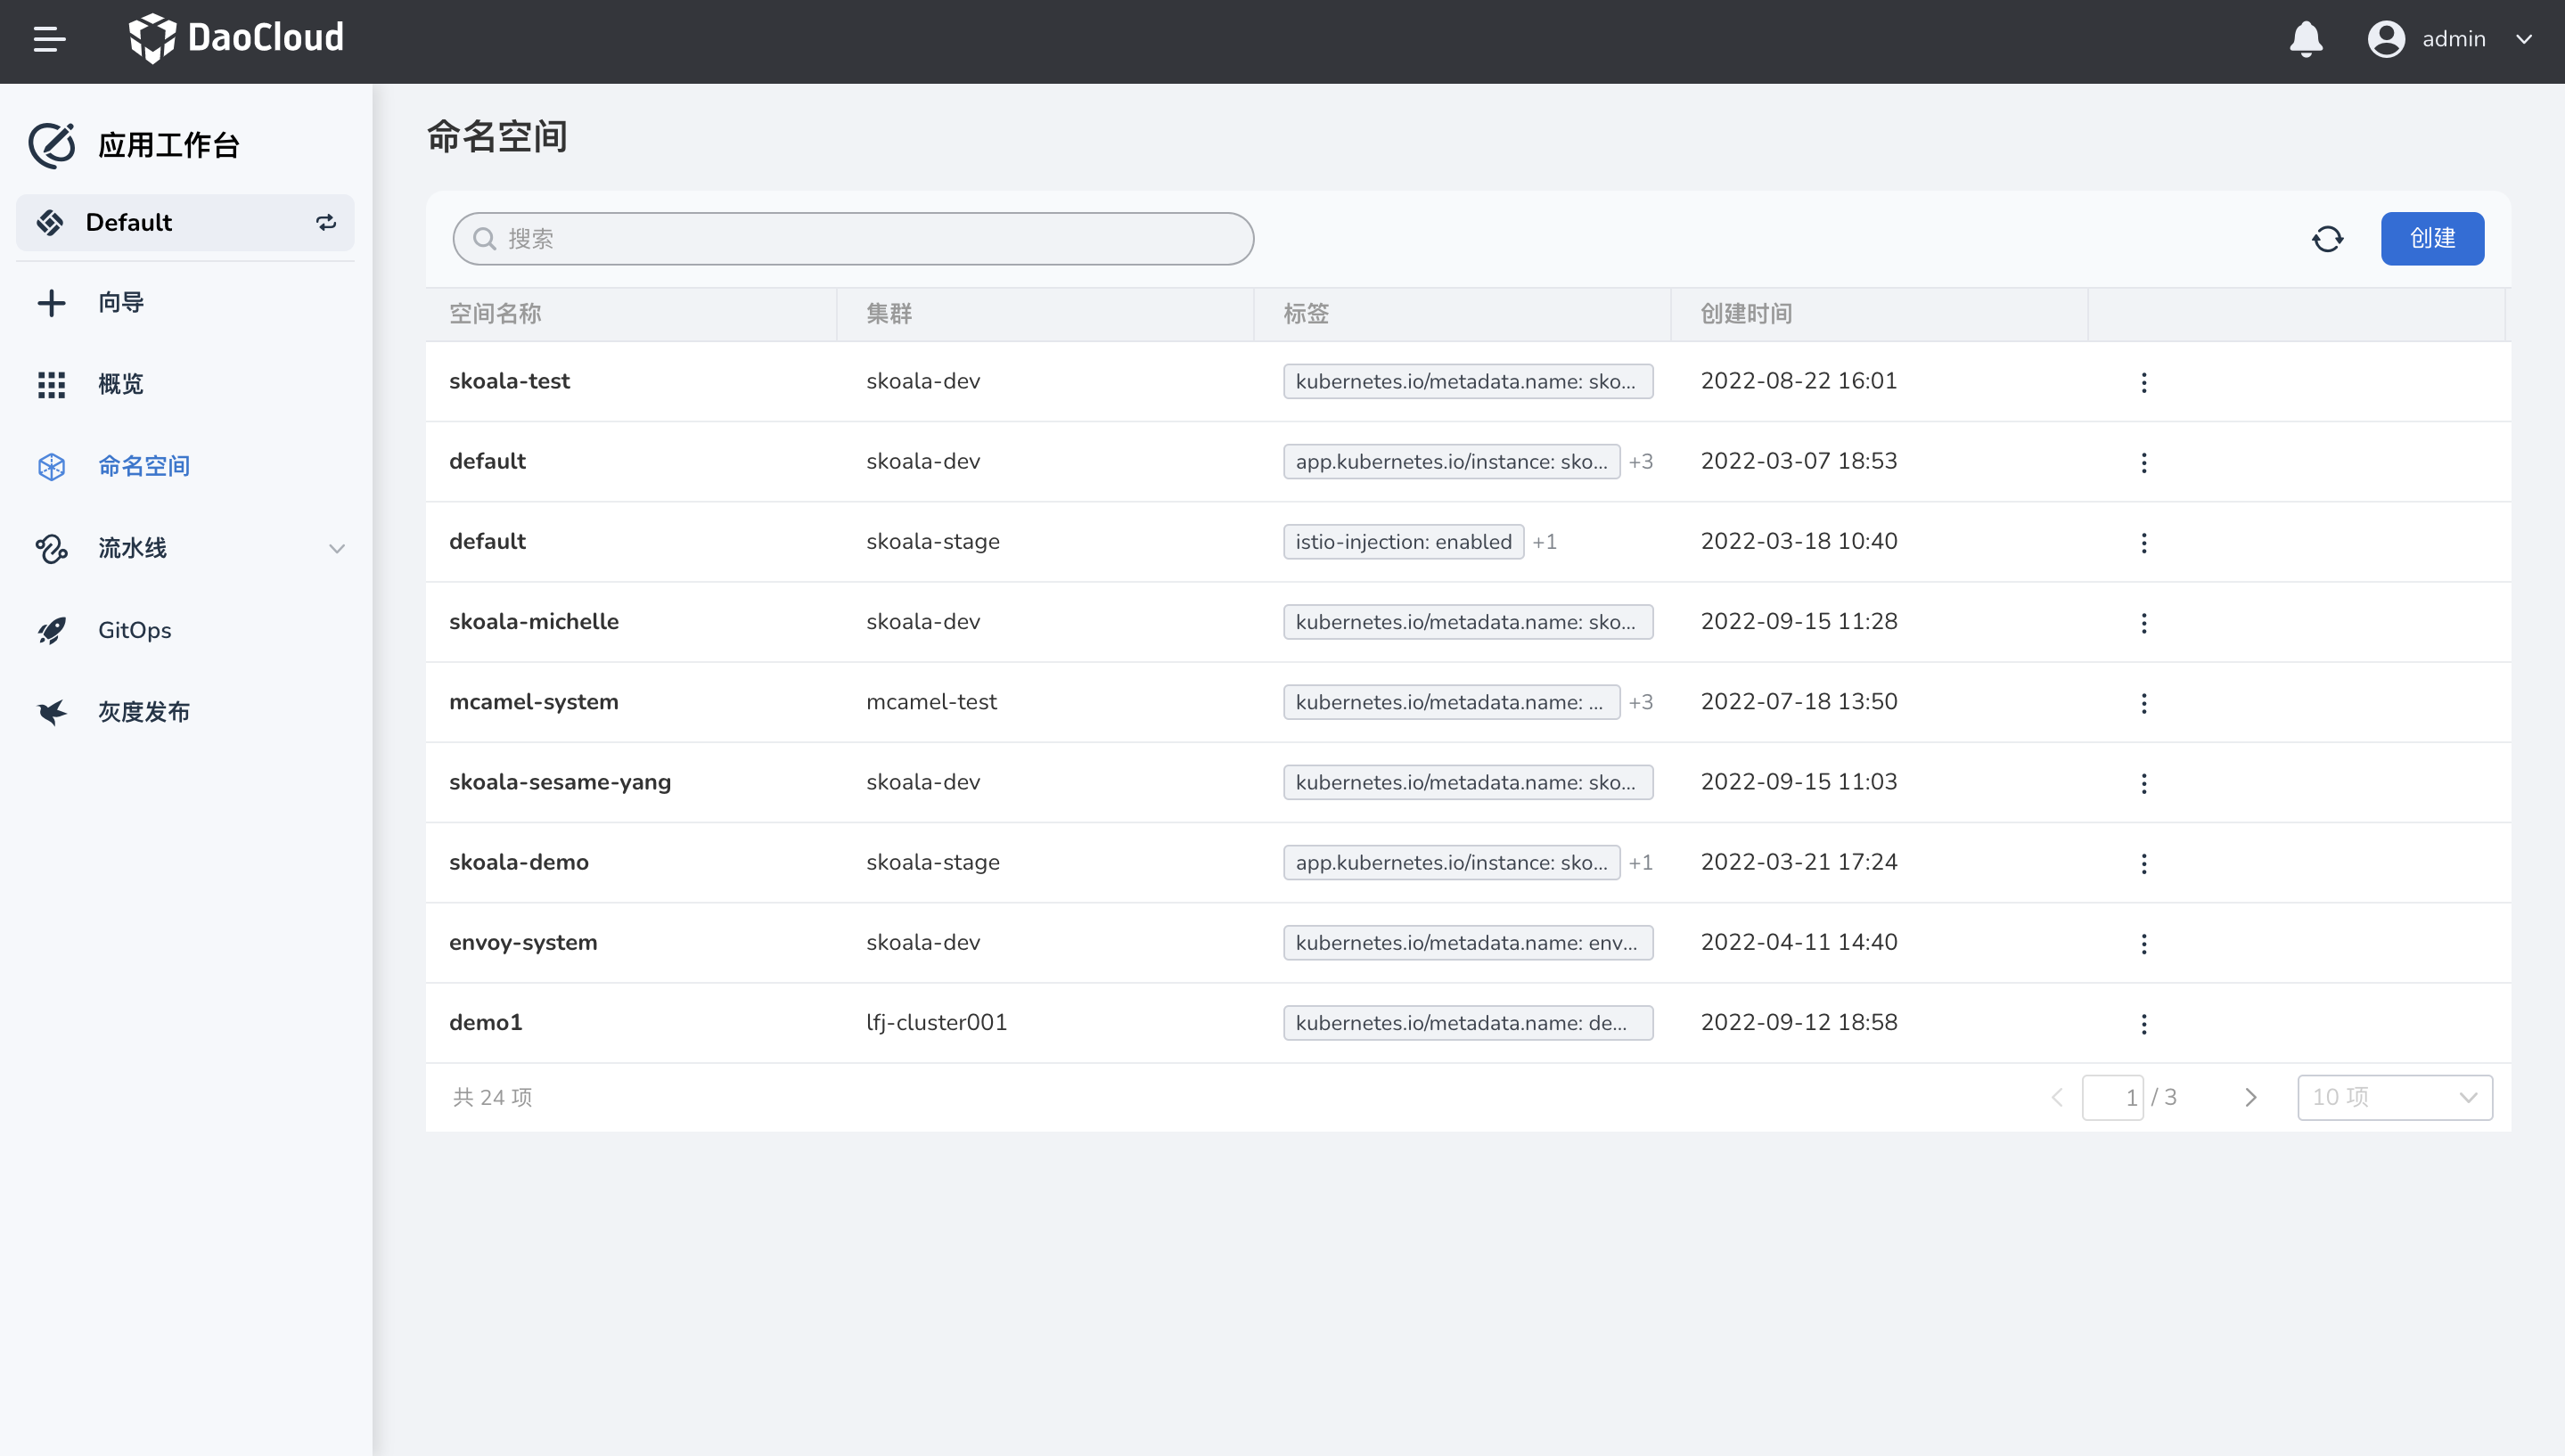 DaoCloud
admin
应用工作台
Default
向导
概览
命名空间
流水线
GitOps
灰度发布
命名空间
搜索
创建
空间名称 集群 标签 创建时间
skoala-test skoala-dev kubernetes.io/metadata.name: sko... 2022-08-22 16:01
default skoala-dev app.kubernetes.io/instance: sko... +3 2022-03-07 18:53
default skoala-stage istio-injection: enabled +1 2022-03-18 10:40
skoala-michelle skoala-dev kubernetes.io/metadata.name: sko... 2022-09-15 11:28
mcamel-system mcamel-test kubernetes.io/metadata.name: ... +3 2022-07-18 13:50
skoala-sesame-yang skoala-dev kubernetes.io/metadata.name: sko... 2022-09-15 11:03
skoala-demo skoala-stage app.kubernetes.io/instance: sko... +1 2022-03-21 17:24
envoy-system skoala-dev kubernetes.io/metadata.name: env... 2022-04-11 14:40
demo1 lfj-cluster001 kubernetes.io/metadata.name: de... 2022-09-12 18:58
共 24 项 1 / 3 10 项